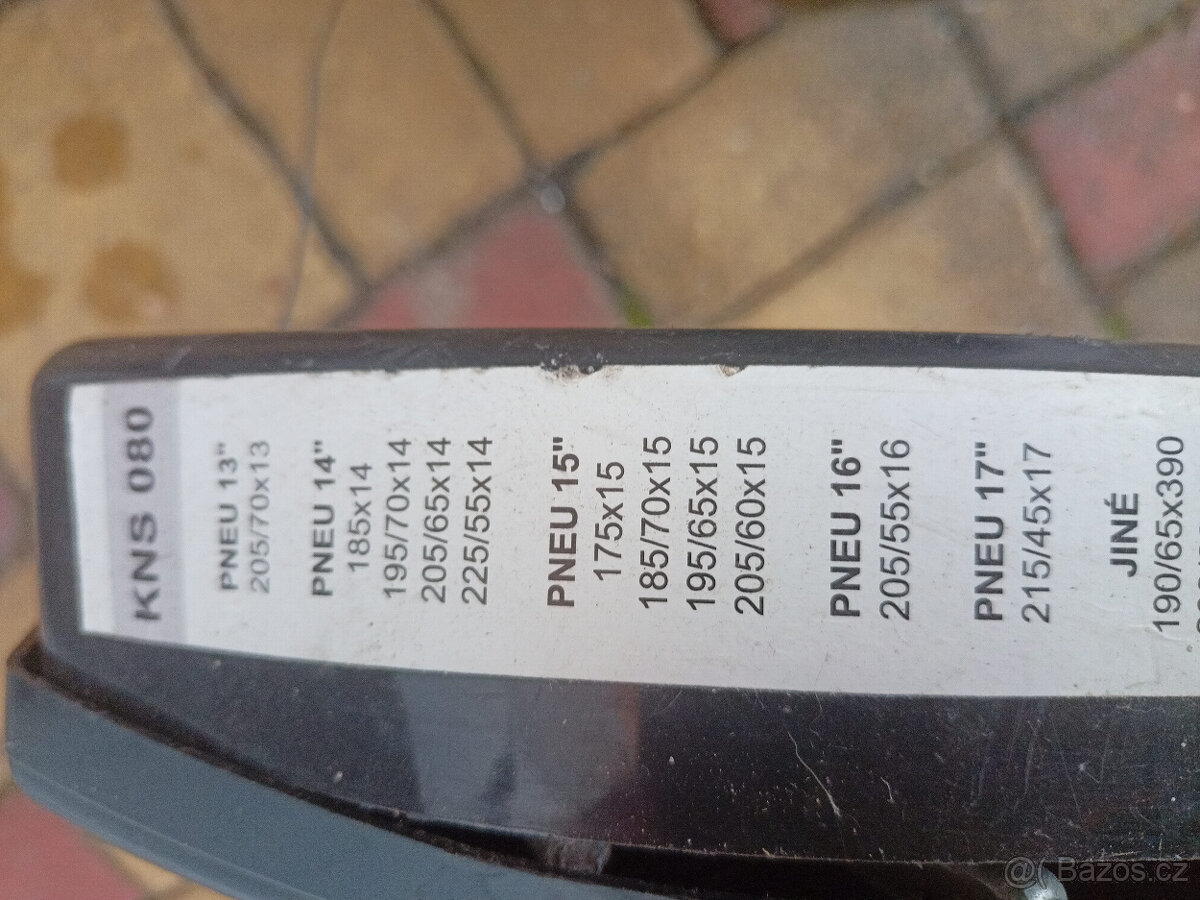 KNS 080
PNEU 13"
205/70x13
PNEU 14"
185x14
195/70x14
205/65x14
225/55x14
PNEU 15"
175x15
185/70x15
195/65x15
205/60x15
PNEU 16"
205/55x16
PNEU 17"
215/45x17
JINÉ
190/65x390
@( Bazos.cz